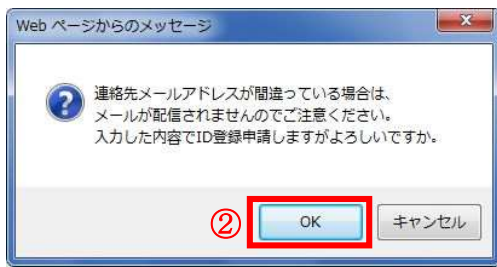 Web ページからのメッセージ
連絡先メールアドレスが間違っている場合は、
メールが配信されませんのでご注意ください。
入力した内容でID登録申請しますがよろしいですか。
② OK キャンセル